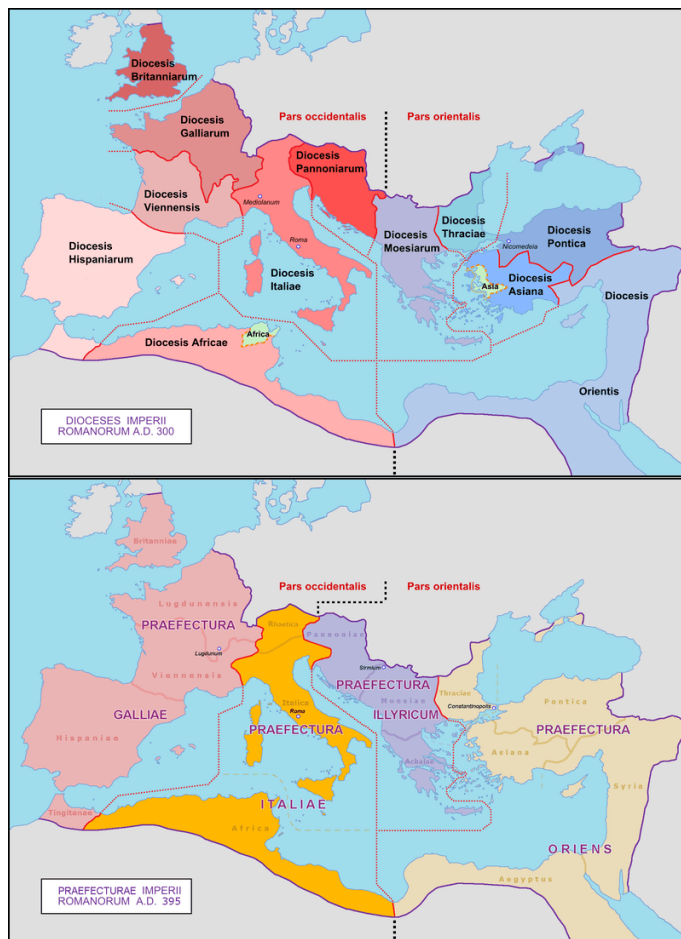 Diocesis
Britanniarum
Pars occidentalis
Pars orientalis
Diocesis
Galliarum
Diocesis
Pannoniarum
Diocesis
Viennensis
Mediolanum
Diocesis
Hispaniarum
Roma
Diocesis
Italiae
Diocesis
Moesiarum
Diocesis
Thraciae
Diocesis
Pontica
Nicomedeia
Asia
Diocesis
Asiana
Diocesis
Orientis
Diocesis Africae
Africa
DIOCESES IMPERII
ROMANORUM A.D. 300
Britanniae
Pars occidentalis
Pars orientalis
Lugdunensis
PRAEFECTURA
Lugdunum
Viennensis
GALLIAE
Hispaniae
Tingitanae
Rhaetica
Pannoniae
Sirmium
Italica
Roma
PRAEFECTURA
ITALIAE
Africa
PRAEFECTURA
Moesiae
ILLYRICUM
Achaiae
Thraciae
Constantinopolis
Pontica
PRAEFECTURA
Asiana
Syria
ORIENS
Aegyptus
PRAEFECTURAE IMPERII
ROMANORUM A.D. 395